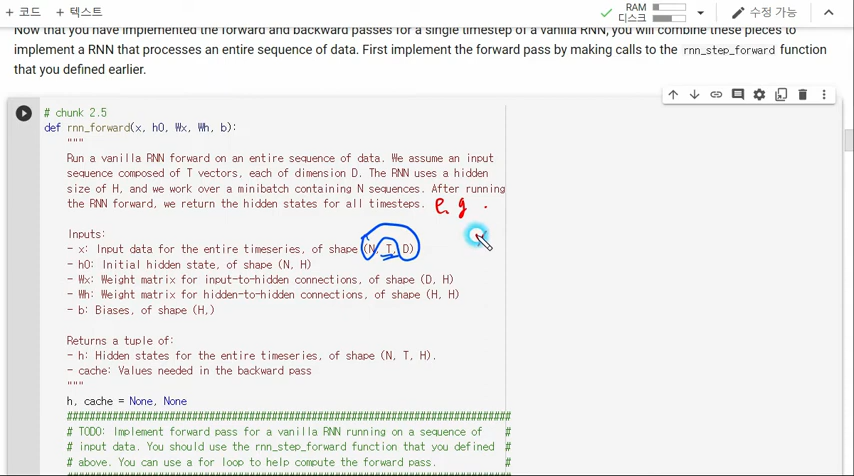 + 코드 + 텍스트
RAM
디스크
수정 가능
Now that you have implemented the forward and backward passes for a single timestep of a vanilla RNN, you will combine these pieces to
implement a RNN that processes an entire sequence of data. First implement the forward pass by making calls to the rnn_step_forward function
that you defined earlier.
# chunk 2.5
def rnn_forward(x, h0, Wx, Wh, b):
"""
Run a vanilla RNN forward on an entire sequence of data. We assume an input
sequence composed of T vectors, each of dimension D. The RNN uses a hidden
size of H, and we work over a minibatch containing N sequences. After running
the RNN forward, we return the hidden states for all timesteps.
e.g.
Inputs:
- x: Input data for the entire timeseries, of shape (N, T, D)
- h0: Initial hidden state, of shape (N, H)
- Wx: Weight matrix for input-to-hidden connections, of shape (D, H)
- Wh: Weight matrix for hidden-to-hidden connections, of shape (H, H)
- b: Biases, of shape (H,)
Returns a tuple of:
- h: Hidden states for the entire timeseries, of shape (N, T, H).
- cache: Values needed in the backward pass
"""
h, cache = None, None
##############################################################################
# TODO: Implement forward pass for a vanilla RNN running on a sequence of #
# input data. You should use the rnn_step_forward function that you defined #
# above. You can use a for loop to help compute the forward pass. #